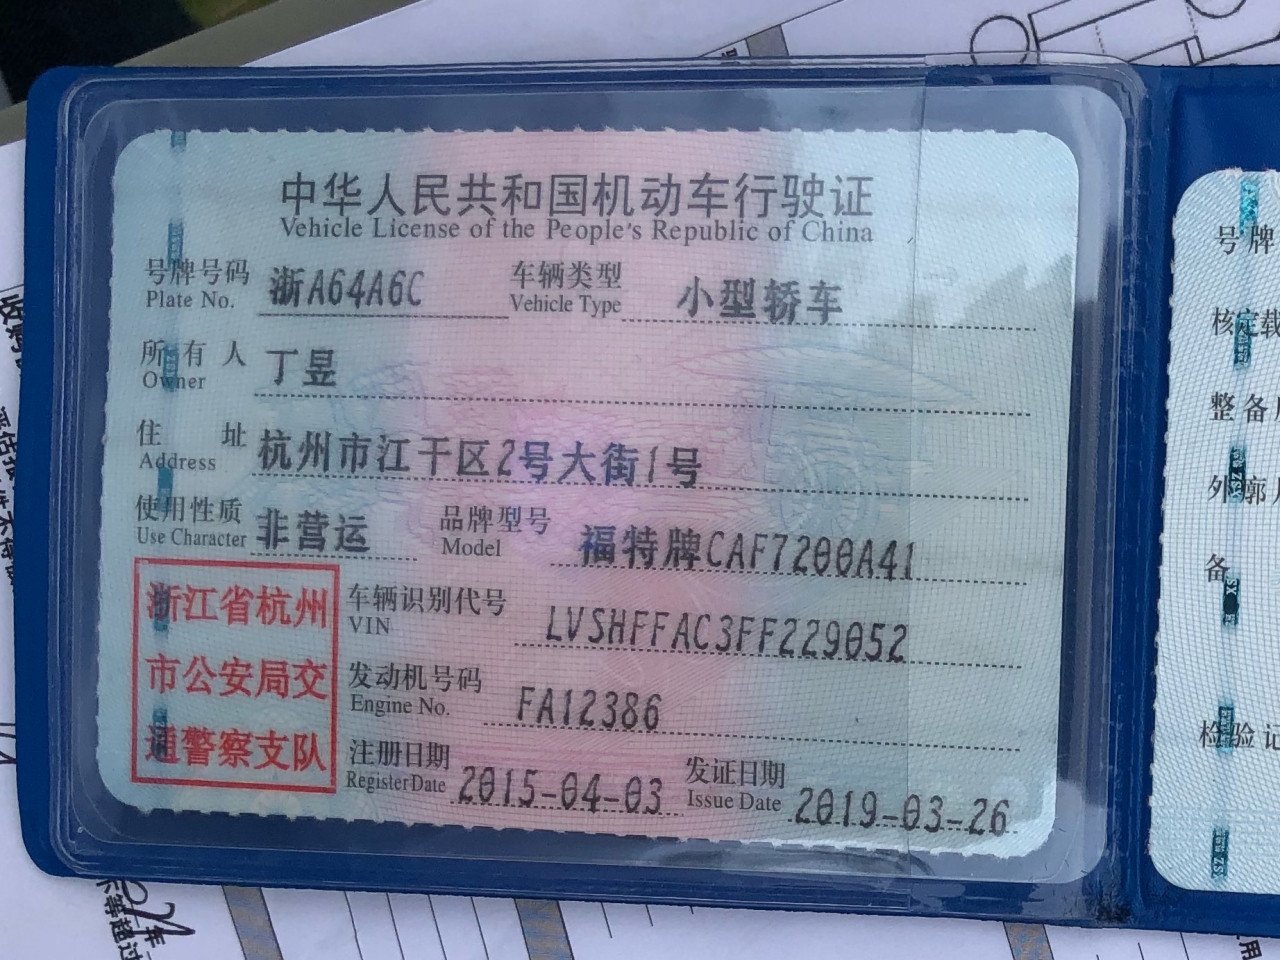 中华人民共和国机动车行驶证
Vehicle License of the People's Republic of China
号牌号码 浙A64A6C 车辆类型 小型轿车
Plate No. Vehicle Type
所有人 丁昱
Owner
住址 杭州市江干区2号大街1号
Address
使用性质 非营运 品牌型号 福特牌CAF7200A41
Use Character Model
浙江省杭州
市公安局交
通警察支队
车辆识别代号 LVSHFFAC3FF229052
VIN
发动机号码 FA12386
Engine No.
注册日期 2015-04-03 发证日期 2019-03-26
Register Date Issue Date
号牌
核定载
整备
外廓
备
检验记